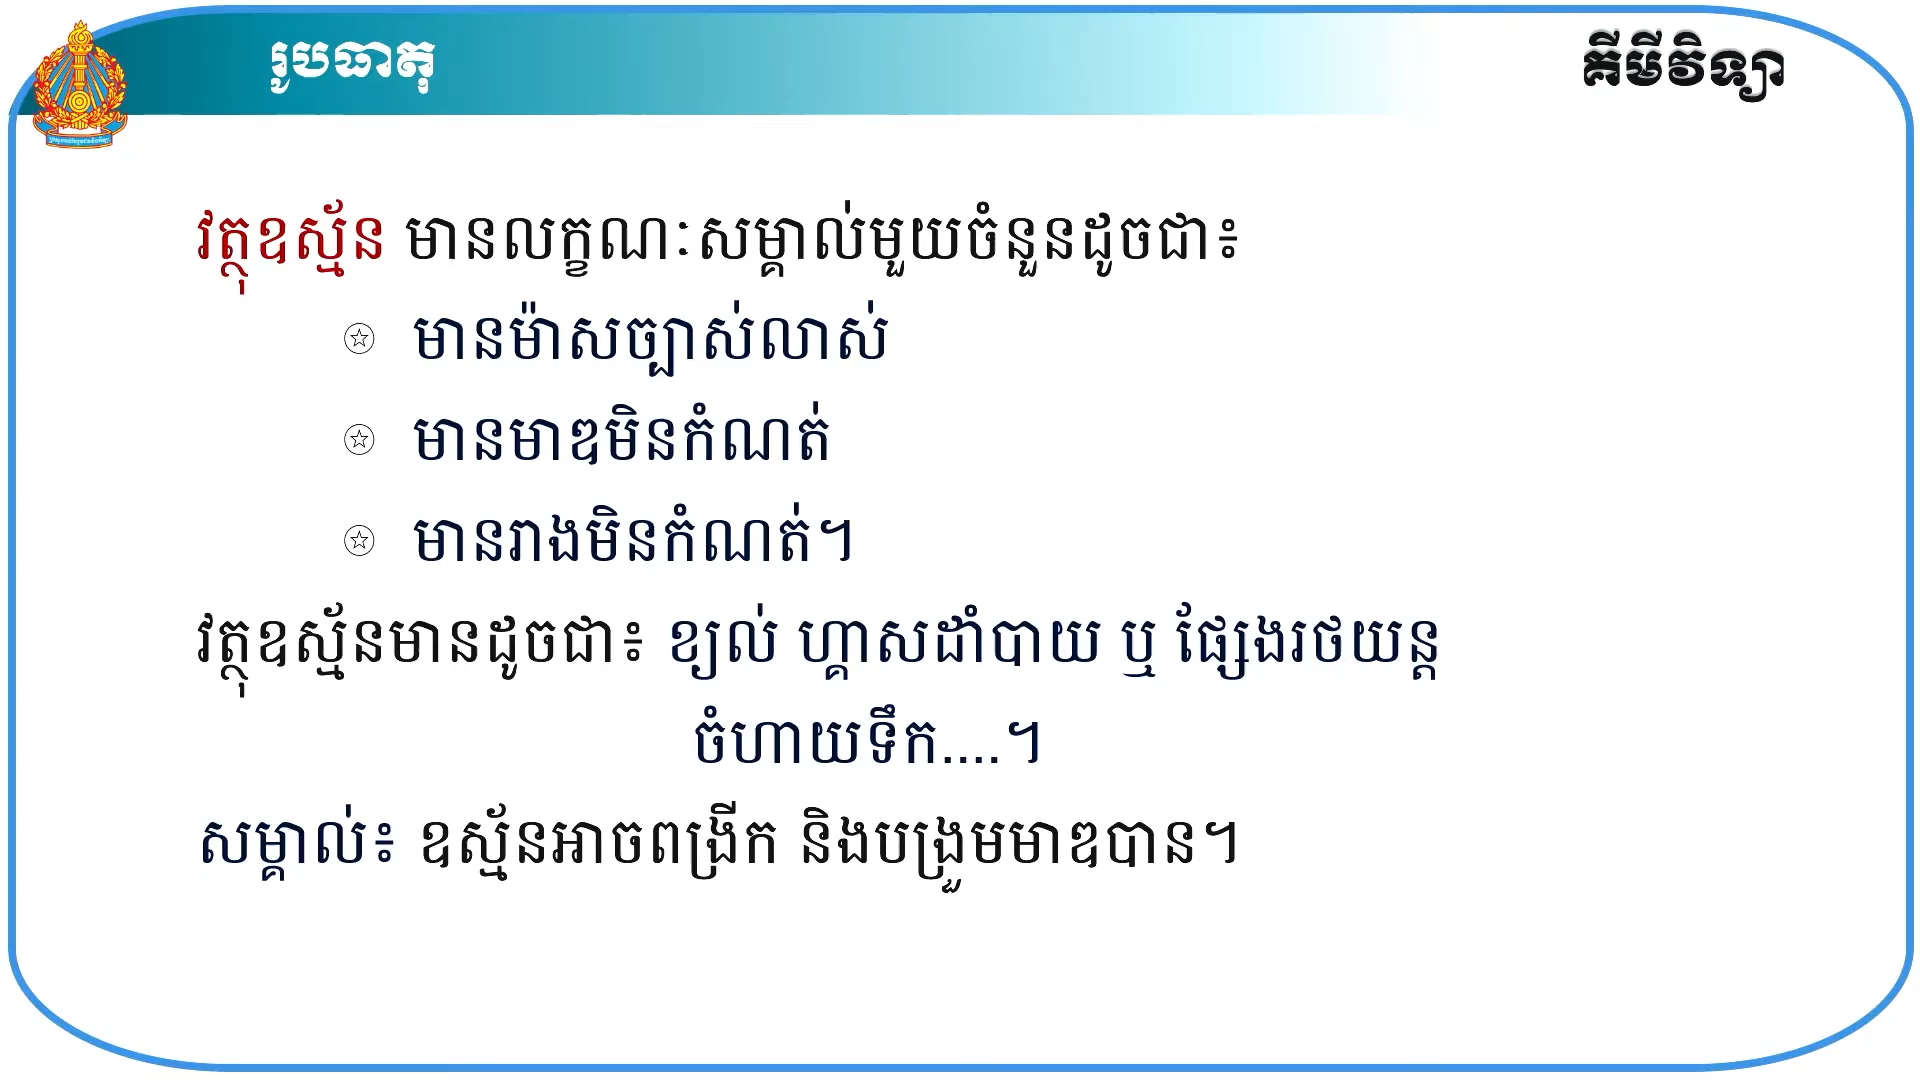 រូបធាតុ
គីមីវិទ្យា
វត្ថុឧស្ម័ន មានលក្ខណៈសម្គាល់មួយចំនួនដូចជា៖
មានម៉ាសច្បាស់លាស់
មានមាឌមិនកំណត់
មានរាងមិនកំណត់។
វត្ថុឧស្ម័នមានដូចជា៖ ខ្យល់ ហ្គាសដាំបាយ ឬ ផ្សែងរថយន្ត
ចំហាយទឹក....។
សម្គាល់៖ ឧស្ម័នអាចពង្រីក និងបង្រួមមាឌបាន។